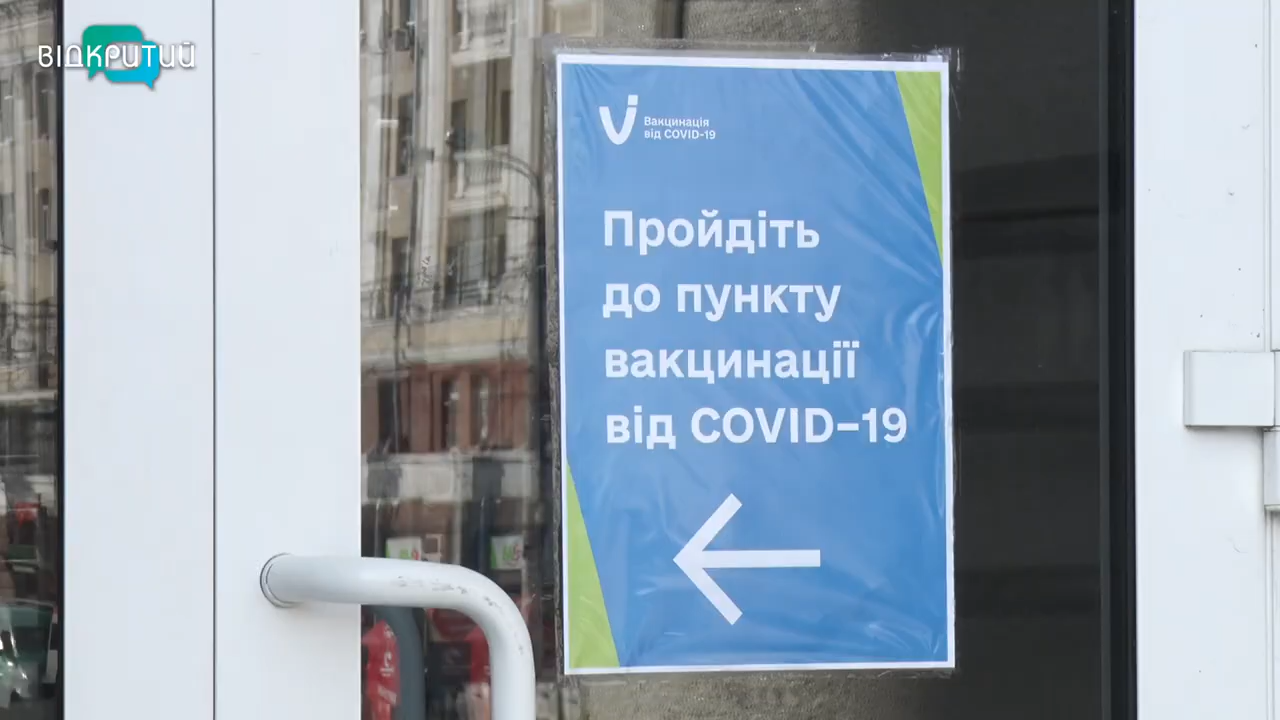 ВІДКРИТИЙ
Вакцинація
від COVID-19
Пройдіть
до пункту
вакцинації
від COVID-19